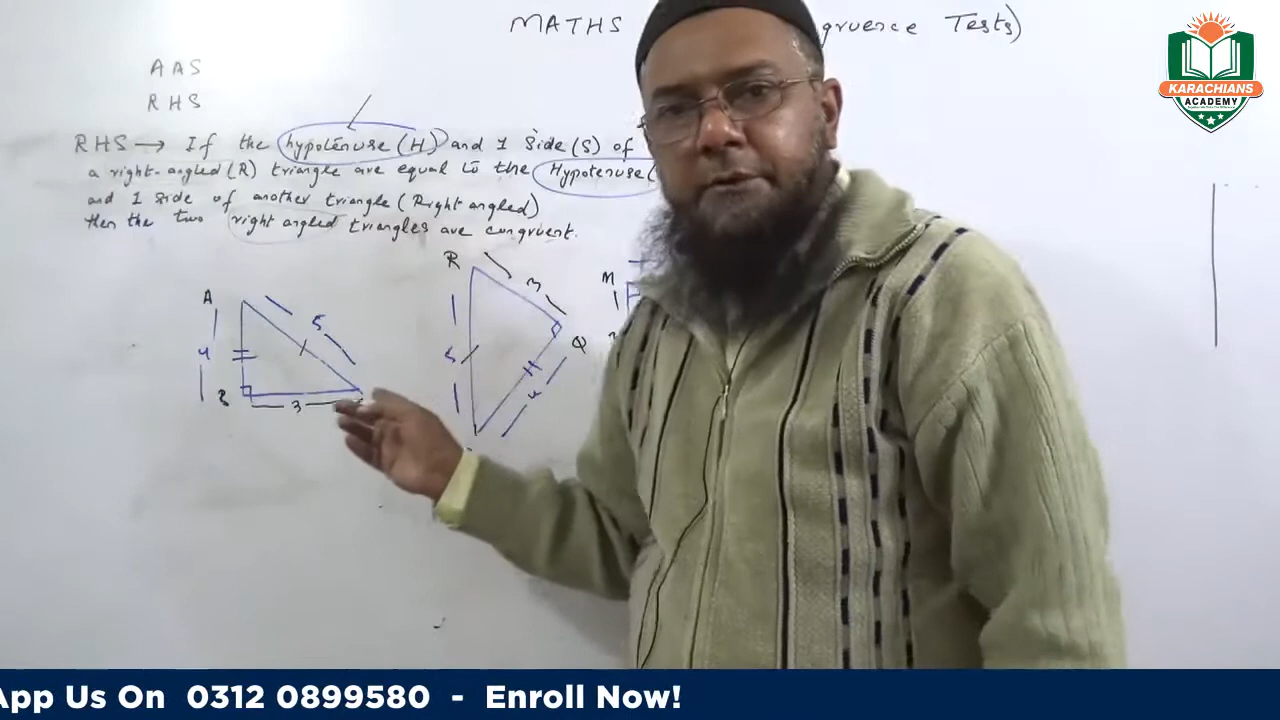 MATHS gruence Tests)
AAS
RHS
RHS → If the hypotenuse (H) and 1 Side (S) of
a right-angled (R) triangle are equal to the Hypotenuse (
and 1 side of another triangle (Right angled)
then the two right angled triangles are congruent.
A
5
4
B
3
R
3
Q
4
M
KARACHIANS
ACADEMY
App Us On 0312 0899580 - Enroll Now!